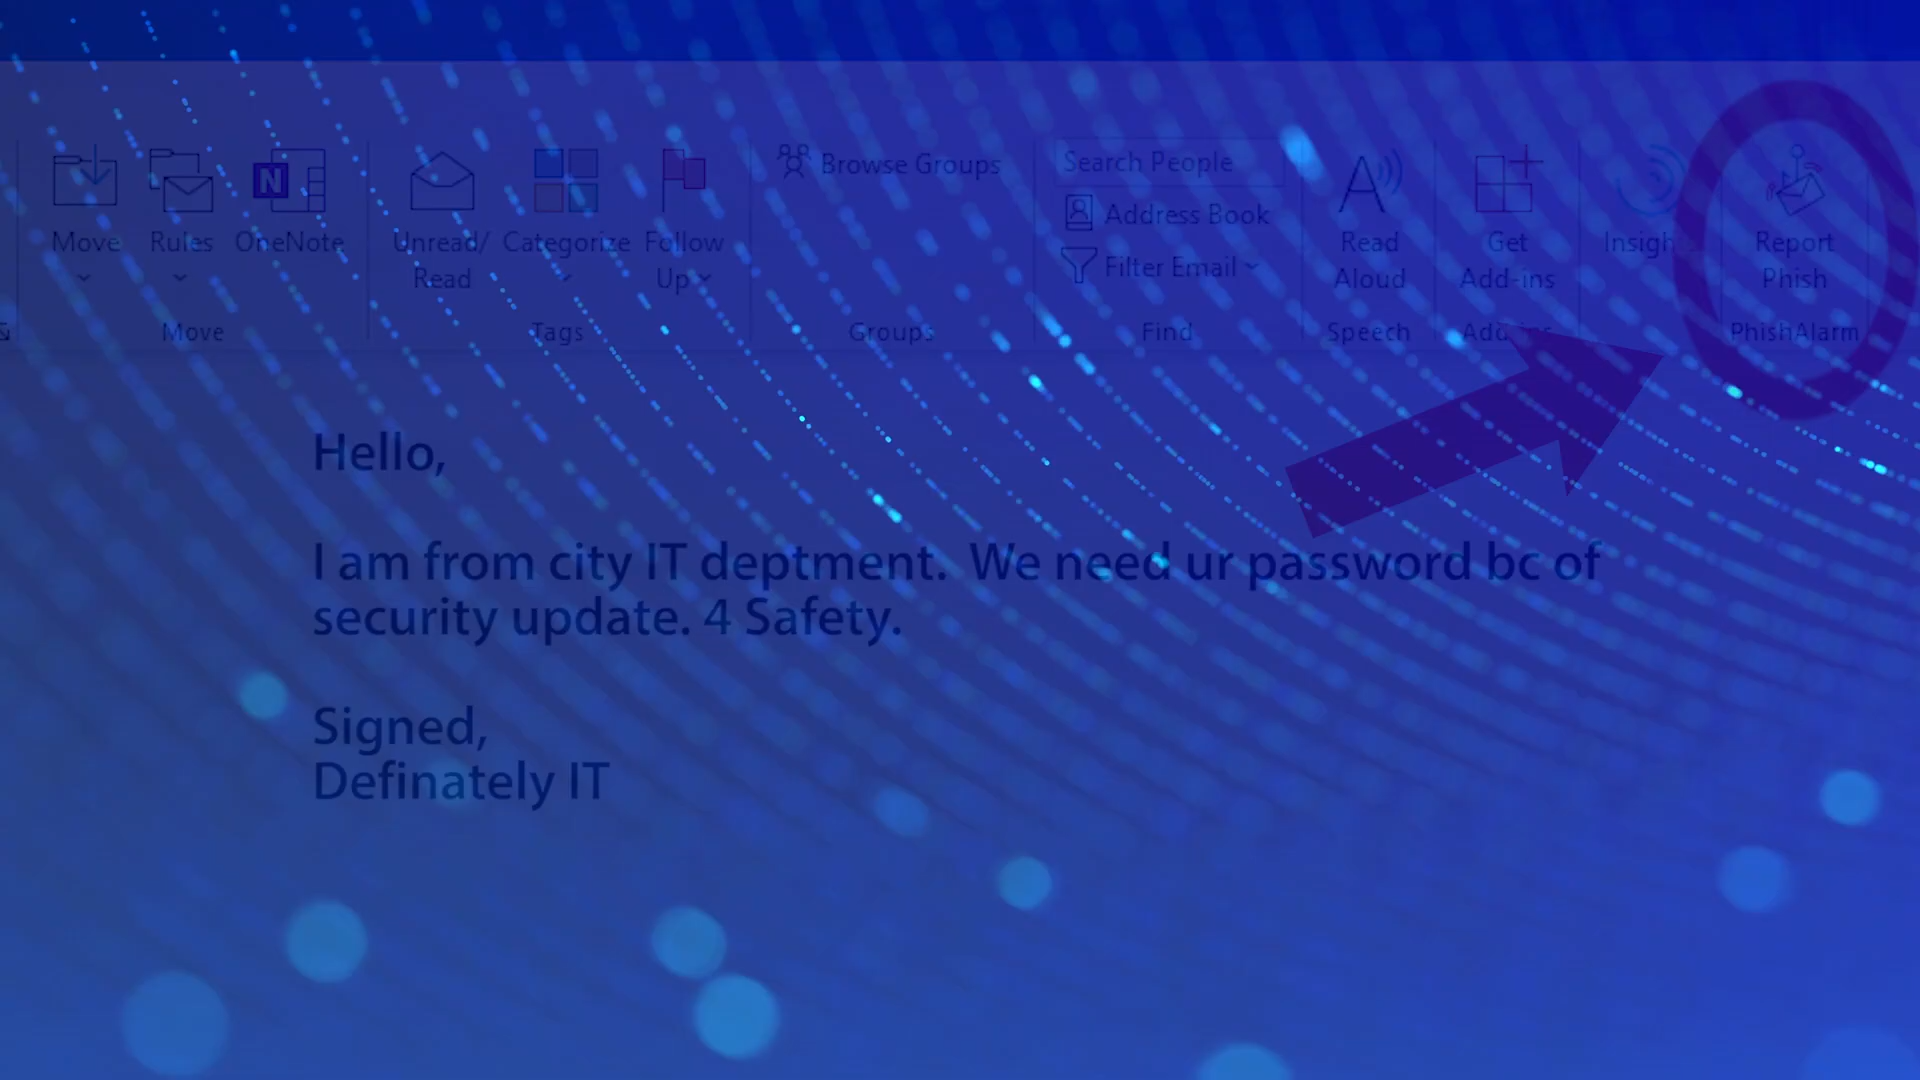 Browse Groups
Search People
Address Book
Filter Email
Move
Rules
OneNote
Unread/
Read
Categorize
Follow
Up
Read
Aloud
Get
Add-ins
Report
Phish
&
Move
Tags
Groups
Find
Speech
PhishAlarm
Hello,
I am from city IT deptment. We need ur password bc of
security update. 4 Safety.
Signed,
Definately IT